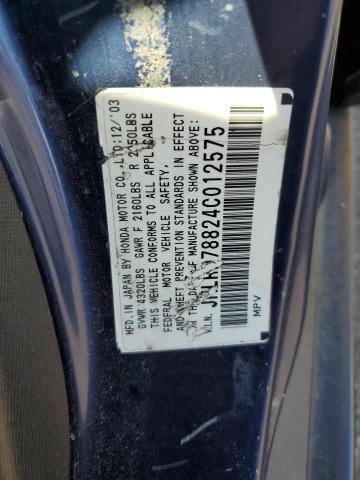 MFD.IN JAPAN BY HONDA MOTOR CO.,LTD:12/'03
GVWR 4320LBS GAWR F 2160LBS R 2150LBS
THIS VEHICLE CONFORMS TO ALL APPLICABLE
FEDERAL MOTOR VEHICLE SAFETY,
AND THEFT PREVENTION STANDARDS IN EFFECT
ON THE DATE OF MANUFACTURE SHOWN ABOVE:
V.I.N.
MPV